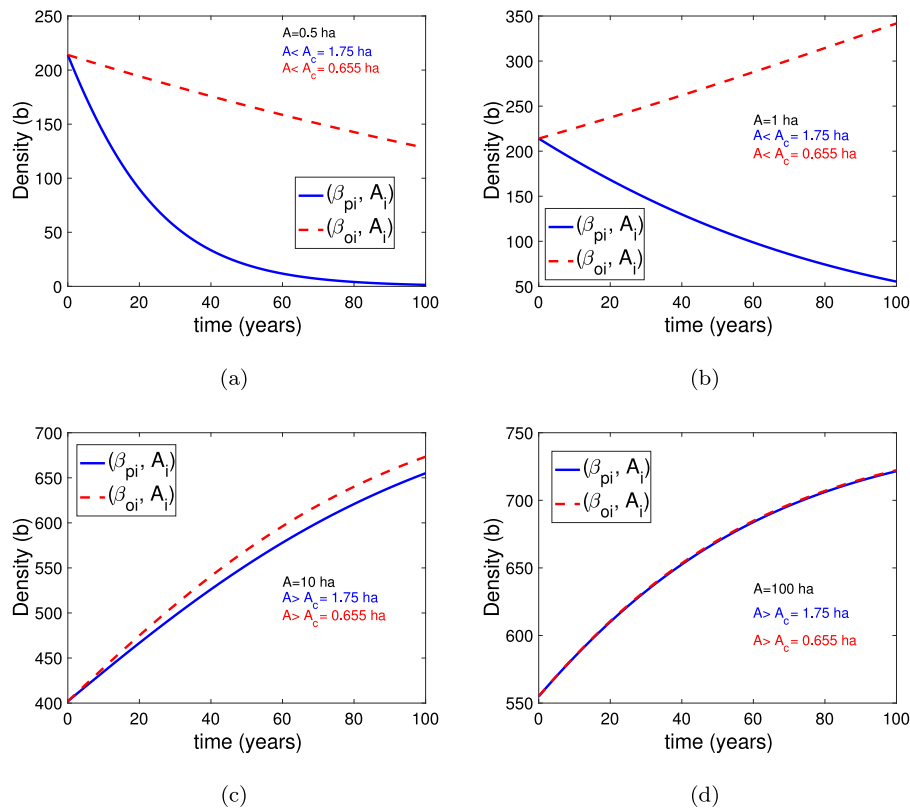 250
200
150
100
50
0
Density (b)
A=0.5 ha
A< A_c = 1.75 ha
A< A_c = 0.655 ha
(β_pi, A_i)
(β_oi, A_i)
0 20 40 60 80 100
time (years)
(a)
350
300
250
200
150
100
50
Density (b)
A=1 ha
A< A_c = 1.75 ha
A< A_c = 0.655 ha
(β_pi, A_i)
(β_oi, A_i)
0 20 40 60 80 100
time (years)
(b)
700
650
600
550
500
450
400
Density (b)
(β_pi, A_i)
(β_oi, A_i)
A=10 ha
A> A_c = 1.75 ha
A> A_c = 0.655 ha
0 20 40 60 80 100
time (years)
(c)
750
700
650
600
550
Density (b)
(β_pi, A_i)
(β_oi, A_i)
A=100 ha
A> A_c = 1.75 ha
A> A_c = 0.655 ha
0 20 40 60 80 100
time (years)
(d)